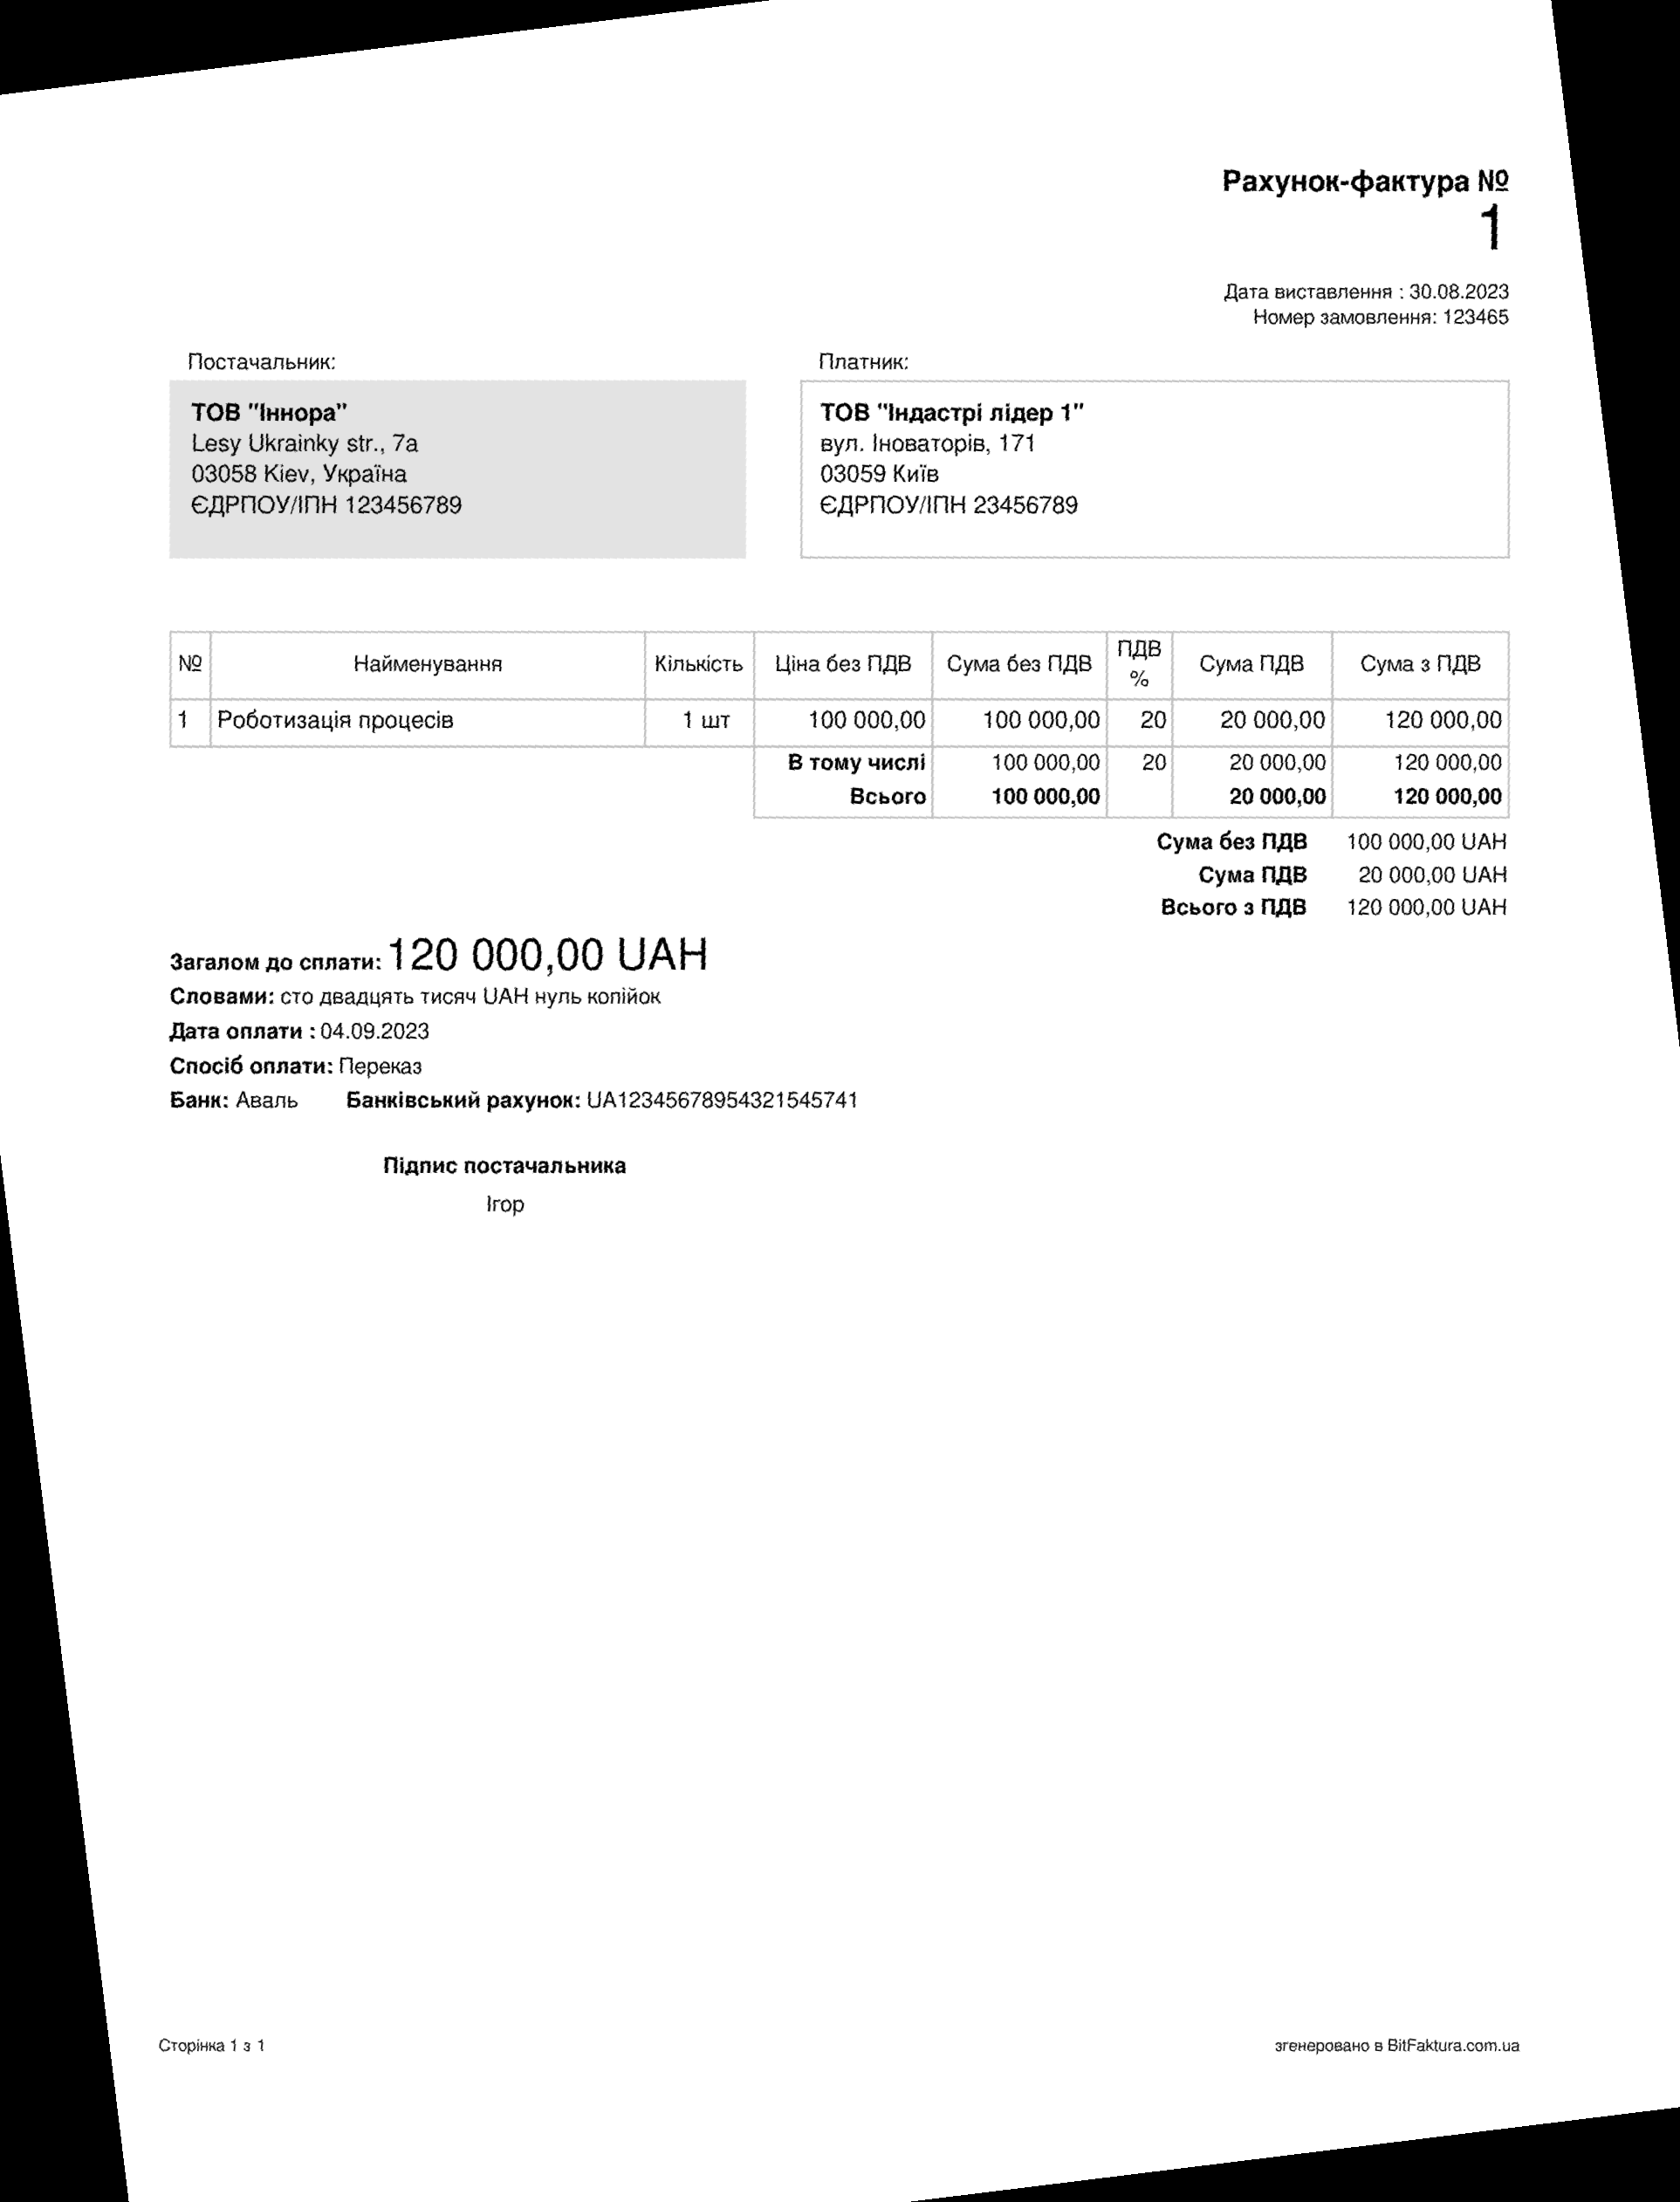 Рахунок-фактура №
1
Дата виставлення : 30.08.2023
Номер замовлення: 123465
Постачальник:
ТОВ "Іннора"
Lesy Ukrainky str., 7a
03058 Kiev, Україна
ЄДРПОУ/ІПН 123456789
Платник:
ТОВ "Індастрі лідер 1"
вул. Іноваторів, 171
03059 Київ
ЄДРПОУ/ІПН 23456789
№ Найменування Кількість Ціна без ПДВ Сума без ПДВ ПДВ % Сума ПДВ Сума з ПДВ
1 Роботизація процесів 1 шт 100 000,00 100 000,00 20 20 000,00 120 000,00
В тому числі 100 000,00 20 20 000,00 120 000,00
Всього 100 000,00 20 000,00 120 000,00
Сума без ПДВ 100 000,00 UAH
Сума ПДВ 20 000,00 UAH
Всього з ПДВ 120 000,00 UAH
Загалом до сплати: 120 000,00 UAH
Словами: сто двадцять тисяч UAH нуль копійок
Дата оплати : 04.09.2023
Спосіб оплати: Переказ
Банк: Аваль Банківський рахунок: UA12345678954321545741
Підпис постачальника
Ігор
Сторінка 1 з 1
згенеровано в BitFaktura.com.ua